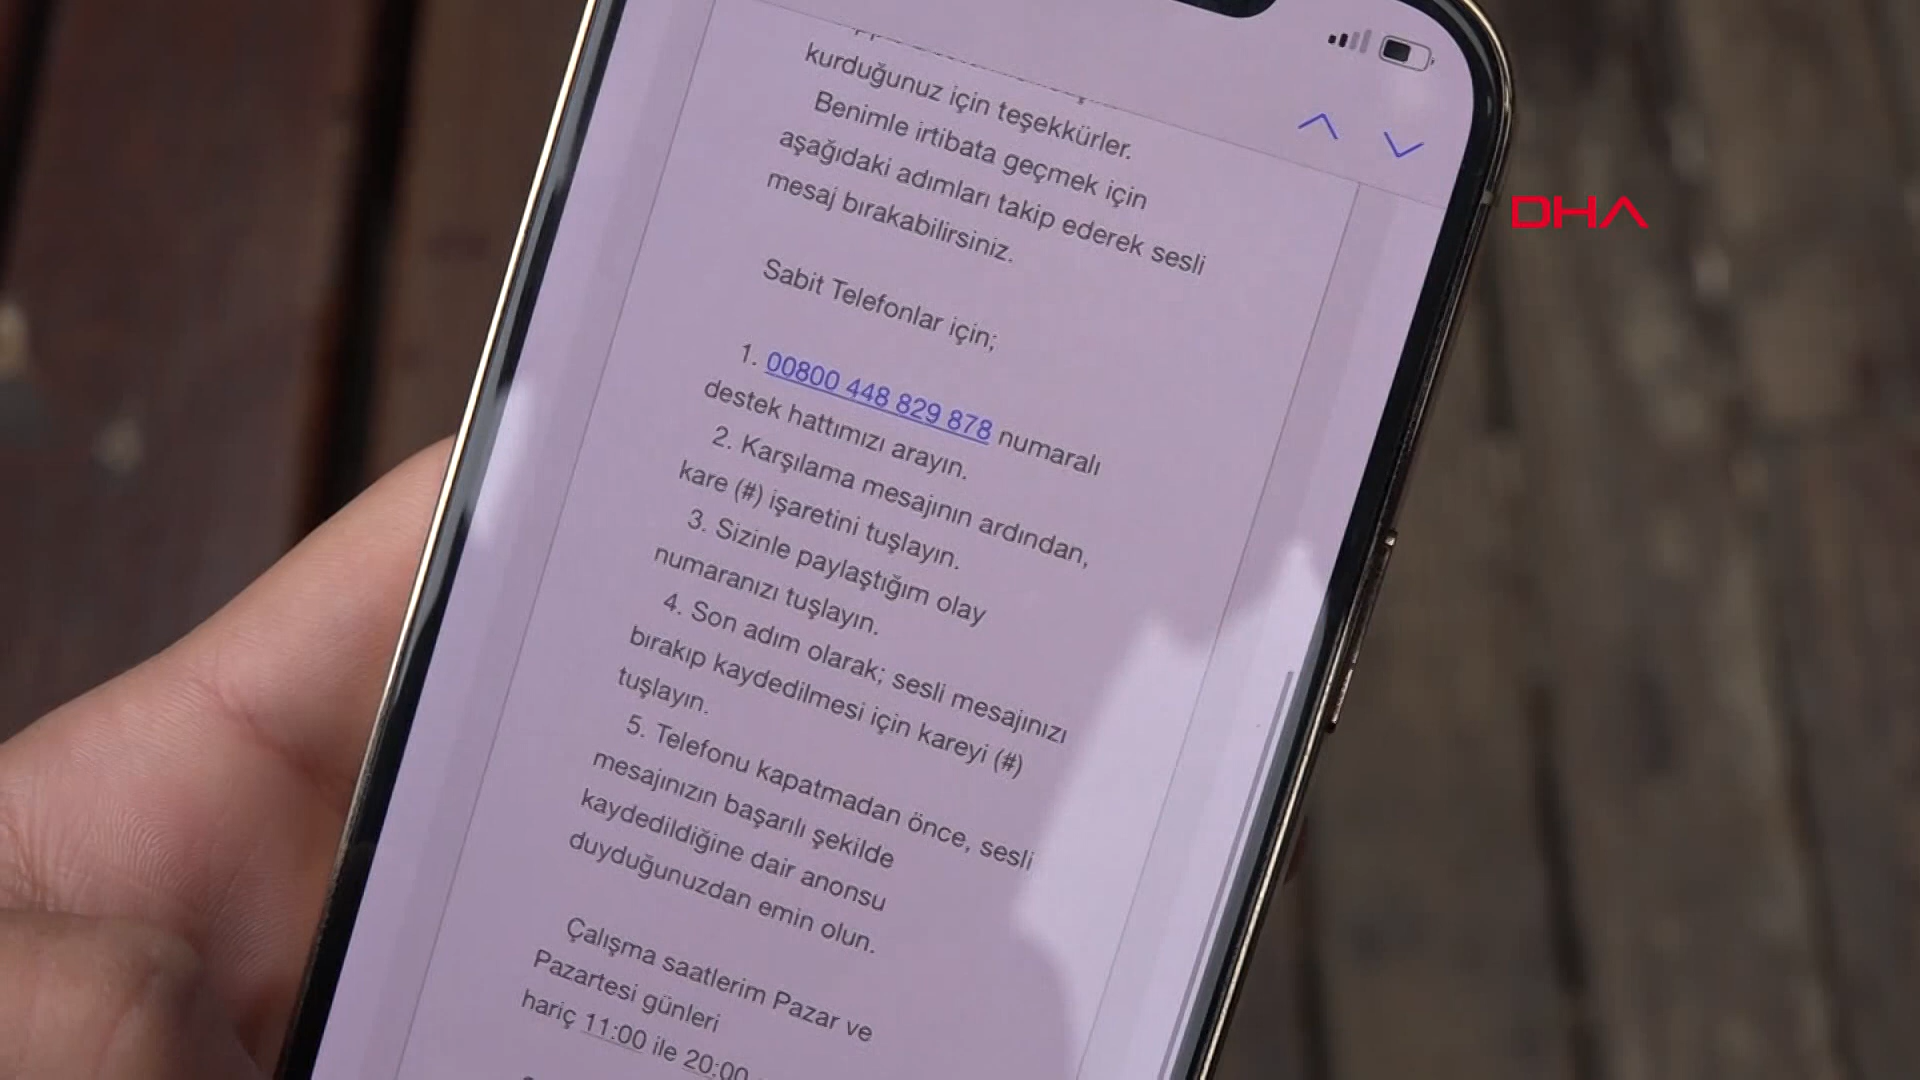 DHA
kurduğunuz için teşekkürler.
Benimle irtibata geçmek için
aşağıdaki adımları takip ederek sesli
mesaj bırakabilirsiniz.
Sabit Telefonlar için;
1. 00800 448 829 878 numaralı
destek hattımızı arayın.
2. Karşılama mesajının ardından,
kare (#) işaretini tuşlayın.
3. Sizinle paylaştığım olay
numaranızı tuşlayın.
4. Son adım olarak; sesli mesajınızı
bırakıp kaydedilmesi için kareyi (#)
tuşlayın.
5. Telefonu kapatmadan önce, sesli
mesajınızın başarılı şekilde
kaydedildiğine dair anonsu
duyduğunuzdan emin olun.
Çalışma saatlerim Pazar ve
Pazartesi günleri
hariç 11:00 ile 20:00